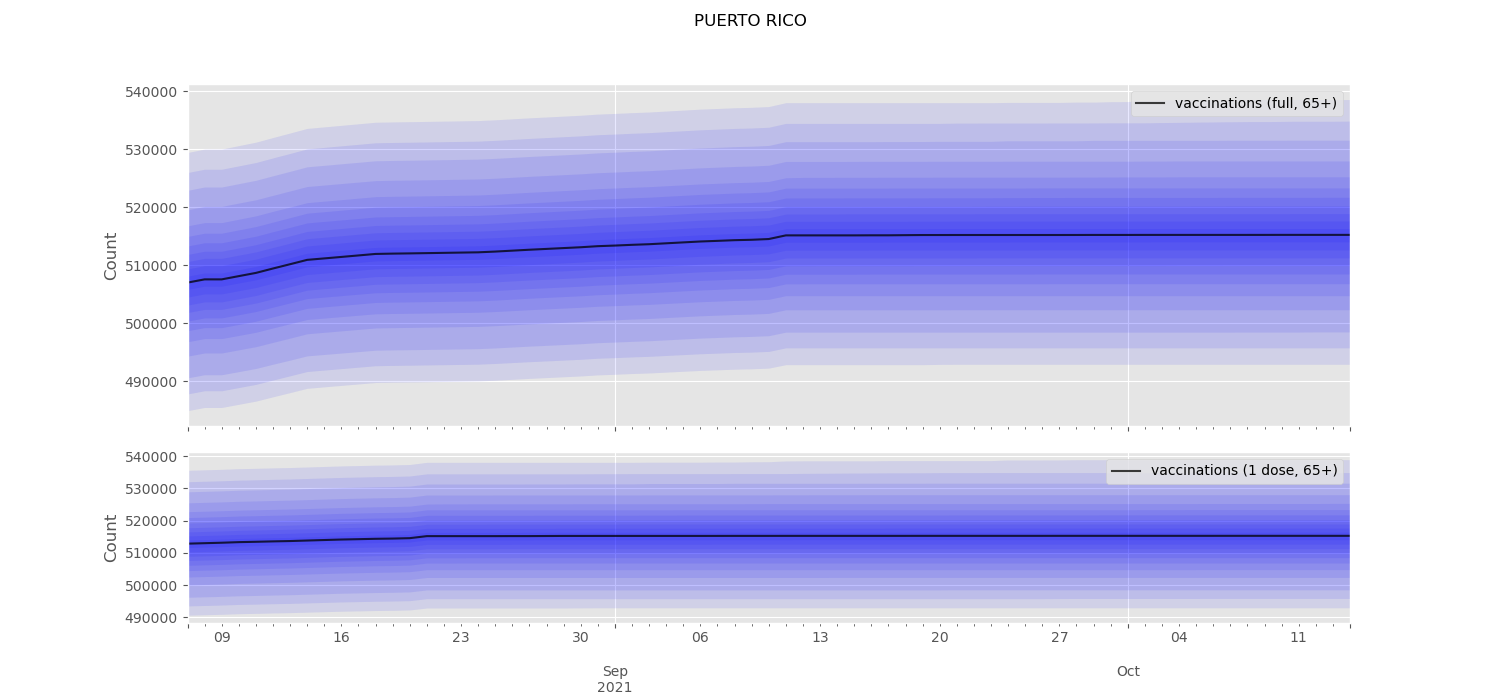 PUERTO RICO
540000
530000
520000
510000
500000
490000
Count
vaccinations (full, 65+)
540000
530000
520000
510000
500000
490000
Count
vaccinations (1 dose, 65+)
09 16 23 30 06 13 20 27 04 11
Sep Oct
2021